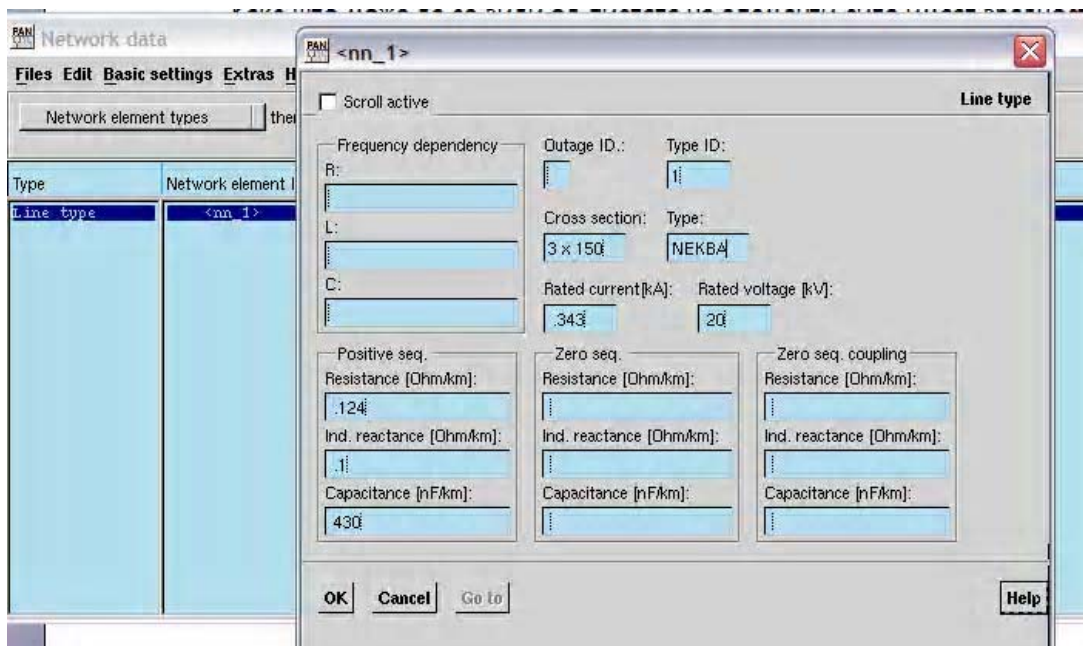 PAN Network data
Files Edit Basic settings Extras H
Network element types
Type
Network element
Line type
<nn_1>
PAN <nn_1>
Scroll active
Line type
Frequency dependency
R:
L:
C:
Outage ID.:
Type ID:
1
Cross section:
Type:
3 x 150
NEKBA
Rated current[kA]:
Rated voltage [kV]:
.343
20
Positive seq.
Resistance [Ohm/km]:
.124
Ind. reactance [Ohm/km]:
.1
Capacitance [nF/km]:
430
Zero seq.
Resistance [Ohm/km]:
Ind. reactance [Ohm/km]:
Capacitance [nF/km]:
Zero seq. coupling
Resistance [Ohm/km]:
Ind. reactance [Ohm/km]:
Capacitance [nF/km]:
OK
Cancel
Go to
Help